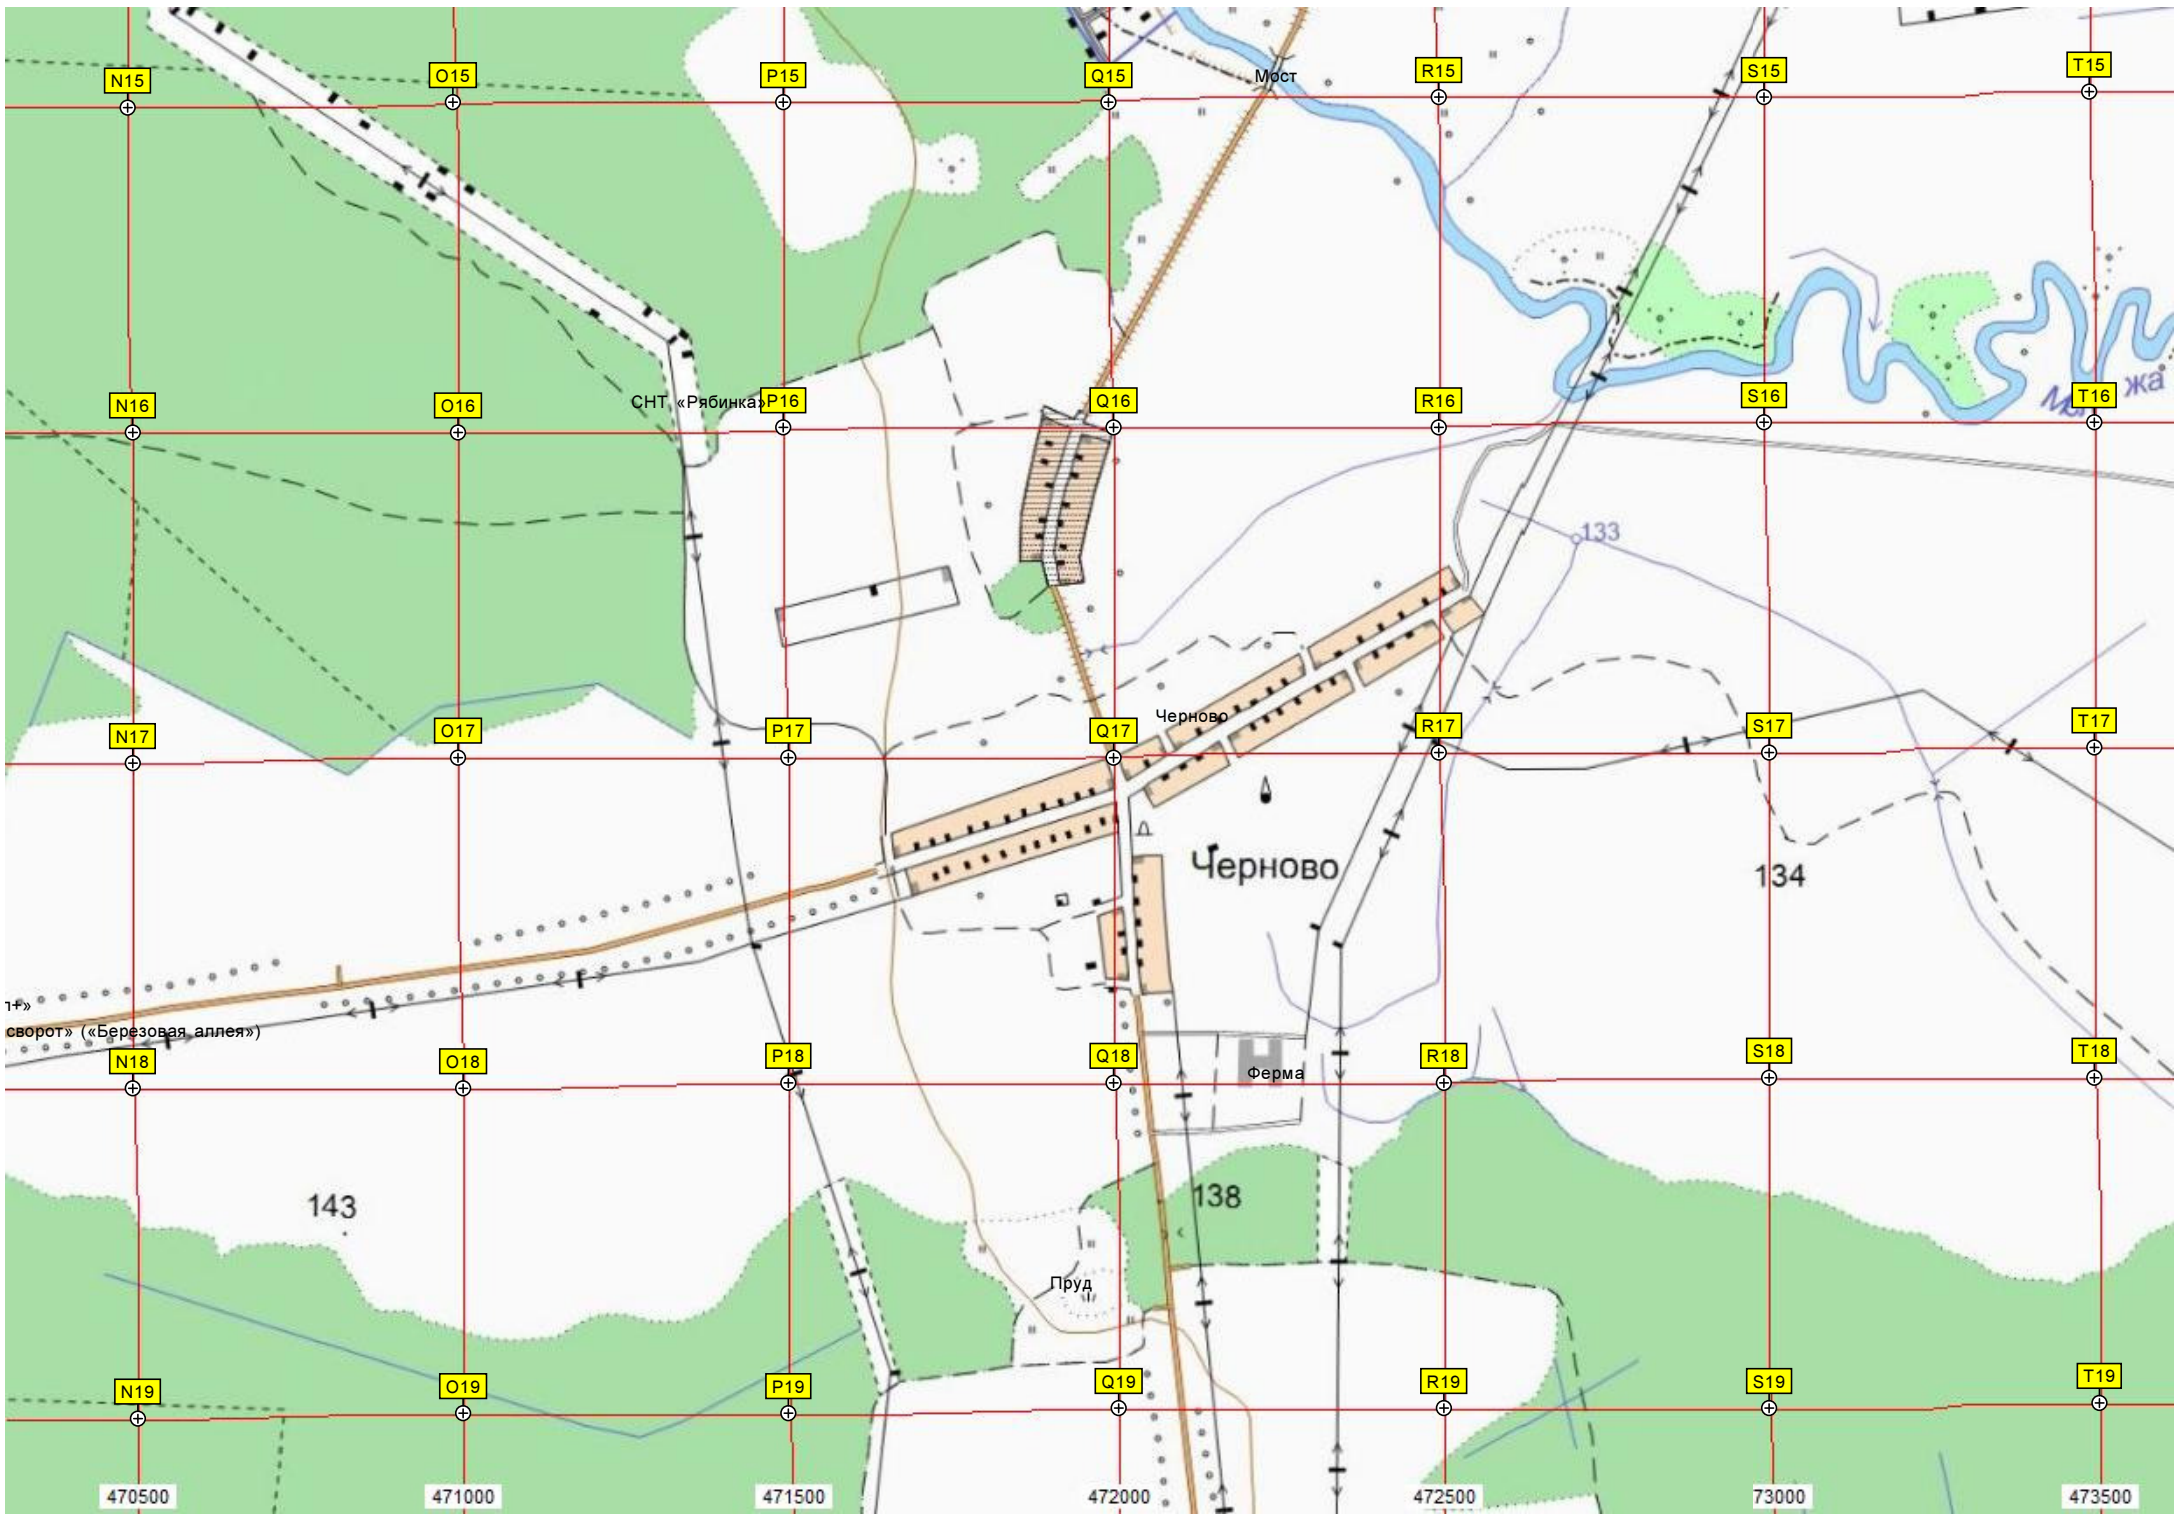 N15 O15 P15 Q15 Мост R15 S15 T15
N16 O16 СНТ «Рябинка» P16 Q16 R16 S16 T16
жа
133
N17 O17 P17 Черново Q17 R17 S17 T17
Черново
134
п+»
сворот» («Березовая аллея»)
N18 O18 P18 Q18 Ферма R18 S18 T18
143
138
Пруд
N19 O19 P19 Q19 R19 S19 T19
470500 471000 471500 472000 472500 73000 473500